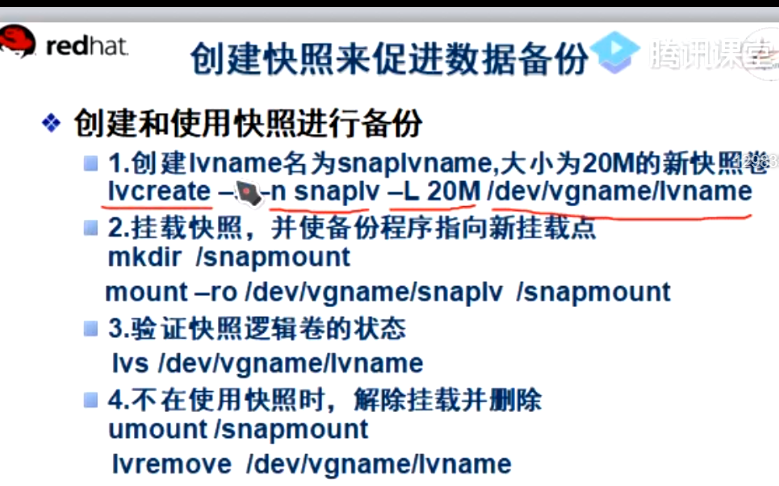 redhat.
创建快照来促进数据备份
腾讯课堂
创建和使用快照进行备份
1.创建lvname名为snaplvname,大小为20M的新快照卷
lvcreate – –n snaplv –L 20M /dev/vgname/lvname
2.挂载快照，并使备份程序指向新挂载点
mkdir /snapmount
mount –ro /dev/vgname/snaplv /snapmount
3.验证快照逻辑卷的状态
lvs /dev/vgname/lvname
4.不在使用快照时，解除挂载并删除
umount /snapmount
lvremove /dev/vgname/lvname